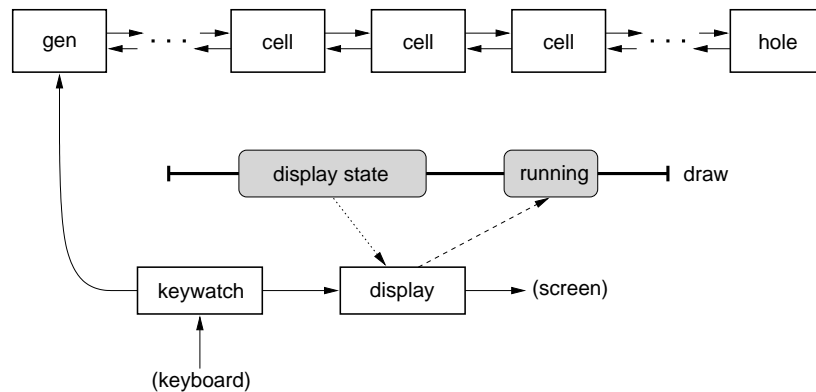 gen
. . .
cell
cell
cell
. . .
hole
display state
running
draw
keywatch
display
(screen)
(keyboard)